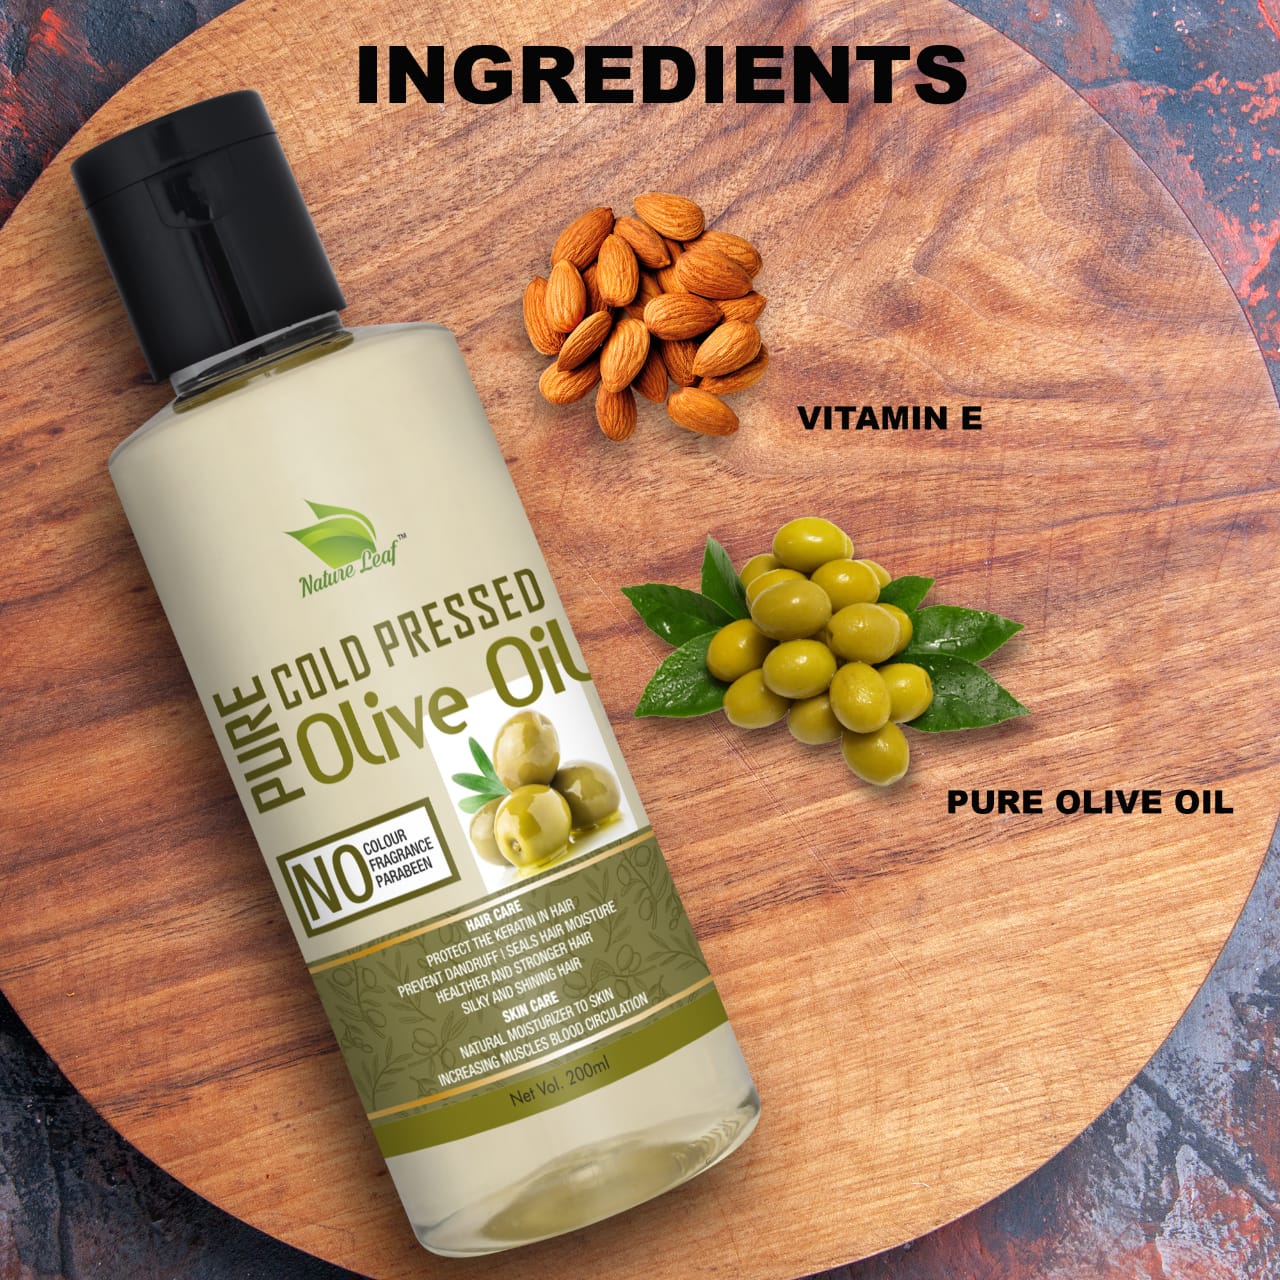 INGREDIENTS
VITAMIN E
PURE OLIVE OIL
Nature Leaf™
PURE
COLD PRESSED
Olive Oil
NO
COLOUR
FRAGRANCE
PARABEEN
HAIR CARE
PROTECT THE KERATIN IN HAIR
PREVENT DANDRUFF | SEALS HAIR MOISTURE
HEALTHIER AND STRONGER HAIR
SILKY AND SHINING HAIR
SKIN CARE
NATURAL MOISTURIZER TO SKIN
INCREASING MUSCLES BLOOD CIRCULATION
Net Vol. 200ml